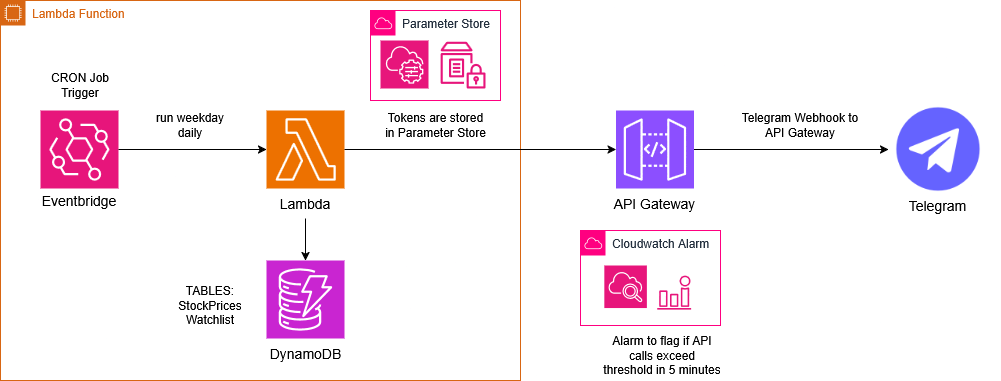 Lambda Function
Parameter Store
CRON Job
Trigger
run weekday
daily
Tokens are stored
in Parameter Store
Telegram Webhook to
API Gateway
Eventbridge
Lambda
API Gateway
Telegram
Cloudwatch Alarm
TABLES:
StockPrices
Watchlist
DynamoDB
Alarm to flag if API
calls exceed
threshold in 5 minutes